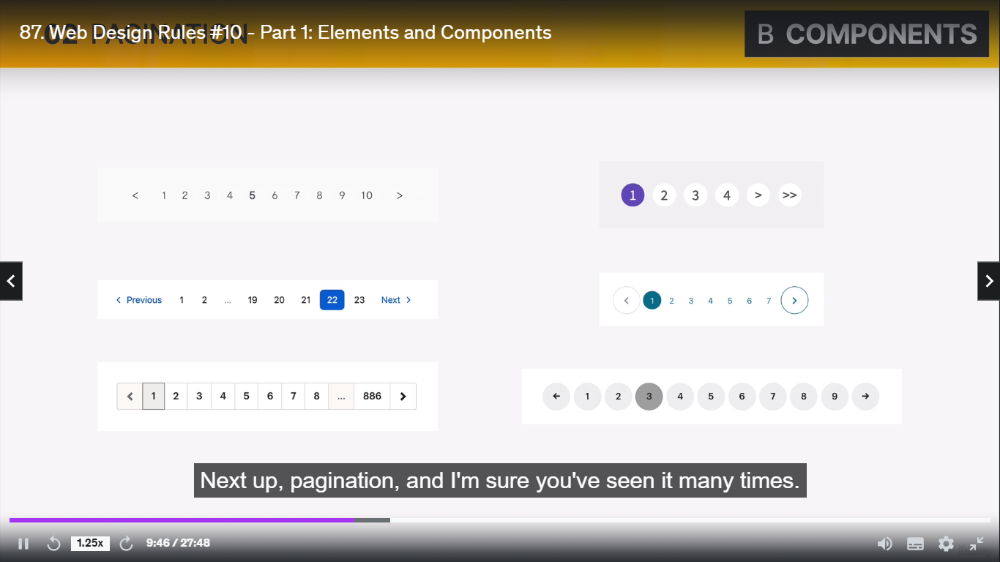 87. Web Design Rules #10 - Part 1: Elements and Components
02 PAGINATION
B COMPONENTS
< 1 2 3 4 5 6 7 8 9 10 >
1 2 3 4 > >>
< Previous 1 2 ... 19 20 21 22 23 Next >
< 1 2 3 4 5 6 7 >
< 1 2 3 4 5 6 7 8 ... 886 >
← 1 2 3 4 5 6 7 8 9 →
Next up, pagination, and I'm sure you've seen it many times.
1.25x 9:46 / 27:48